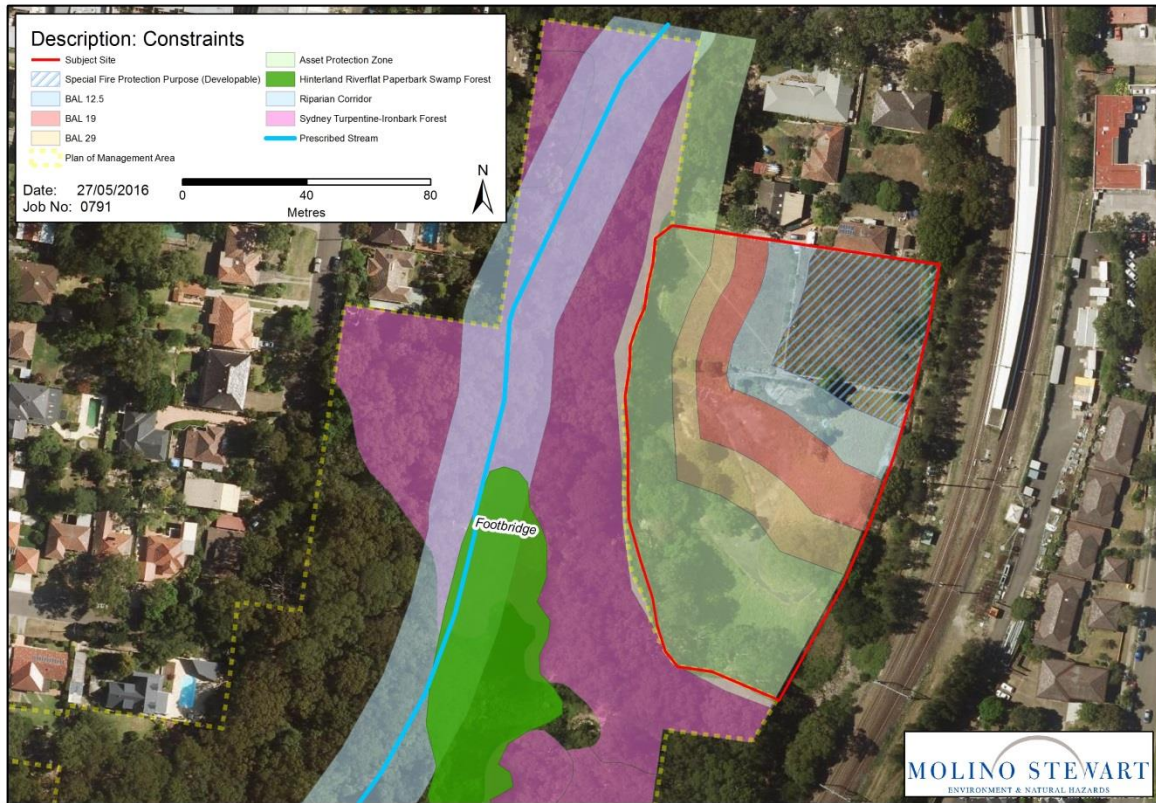 Description: Constraints
Subject Site
Special Fire Protection Purpose (Developable)
BAL 12.5
BAL 19
BAL 29
Plan of Management Area
Asset Protection Zone
Hinterland Riverflat Paperbark Swamp Forest
Riparian Corridor
Sydney Turpentine-Ironbark Forest
Prescribed Stream
Date: 27/05/2016
Job No: 0791
0 40 80
Metres
N
Footbridge
MOLINO STEWART
ENVIRONMENT & NATURAL HAZARDS